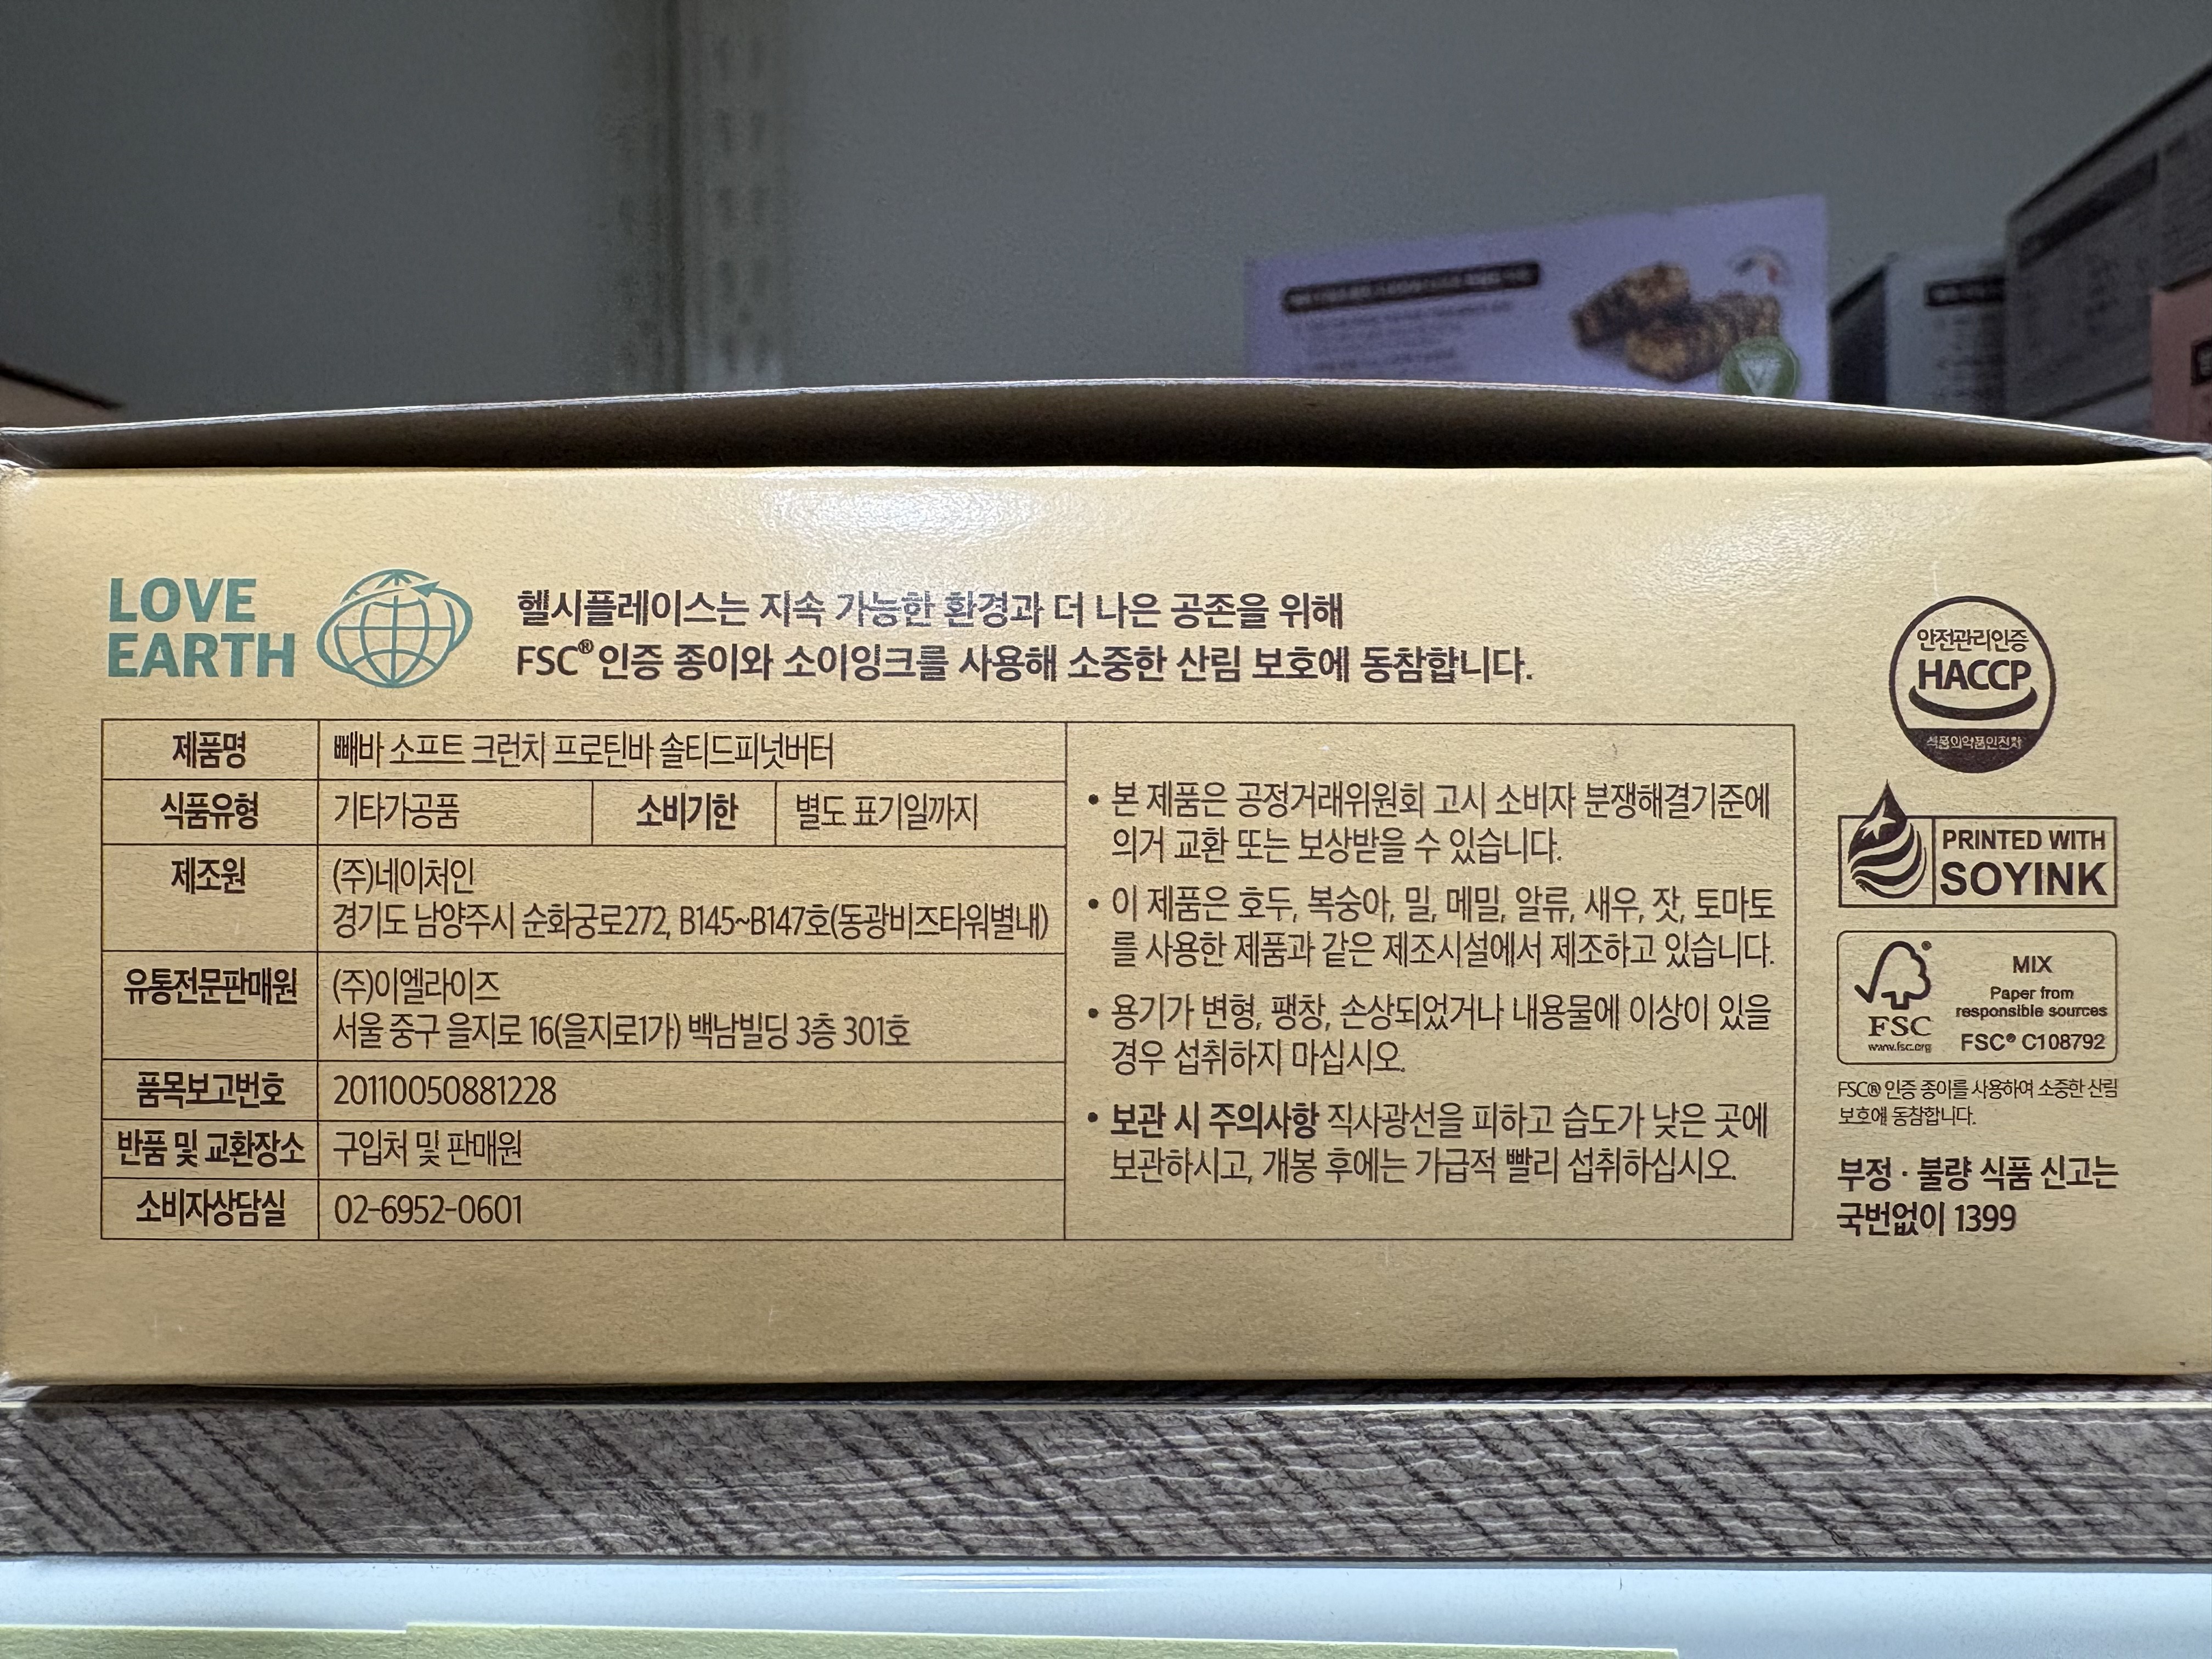 LOVE
EARTH
헬시플레이스는 지속 가능한 환경과 더 나은 공존을 위해
FSC® 인증 종이와 소이잉크를 사용해 소중한 산림 보호에 동참합니다.
제품명 빼바 소프트 크런치 프로틴바 솔티드피넛버터
식품유형 기타가공품 소비기한 별도 표기일까지
제조원 (주)네이처인
경기도 남양주시 순화궁로272, B145~B147호(동광비즈타워별내)
유통전문판매원 (주)이엘라이즈
서울 중구 을지로 16(을지로1가) 백남빌딩 3층 301호
품목보고번호 20110050881228
반품 및 교환장소 구입처 및 판매원
소비자상담실 02-6952-0601
• 본 제품은 공정거래위원회 고시 소비자 분쟁해결기준에
의거 교환 또는 보상받을 수 있습니다.
• 이 제품은 호두, 복숭아, 밀, 메밀, 알류, 새우, 잣, 토마토
를 사용한 제품과 같은 제조시설에서 제조하고 있습니다.
• 용기가 변형, 팽창, 손상되었거나 내용물에 이상이 있을
경우 섭취하지 마십시오.
• 보관 시 주의사항 직사광선을 피하고 습도가 낮은 곳에
보관하시고, 개봉 후에는 가급적 빨리 섭취하십시오.
안전관리인증
HACCP
PRINTED WITH
SOYINK
FSC
www.fsc.org
MIX
Paper from
responsible sources
FSC® C108792
FSC® 인증 종이를 사용하여 소중한 산림
보호에 동참합니다.
부정 · 불량 식품 신고는
국번없이 1399